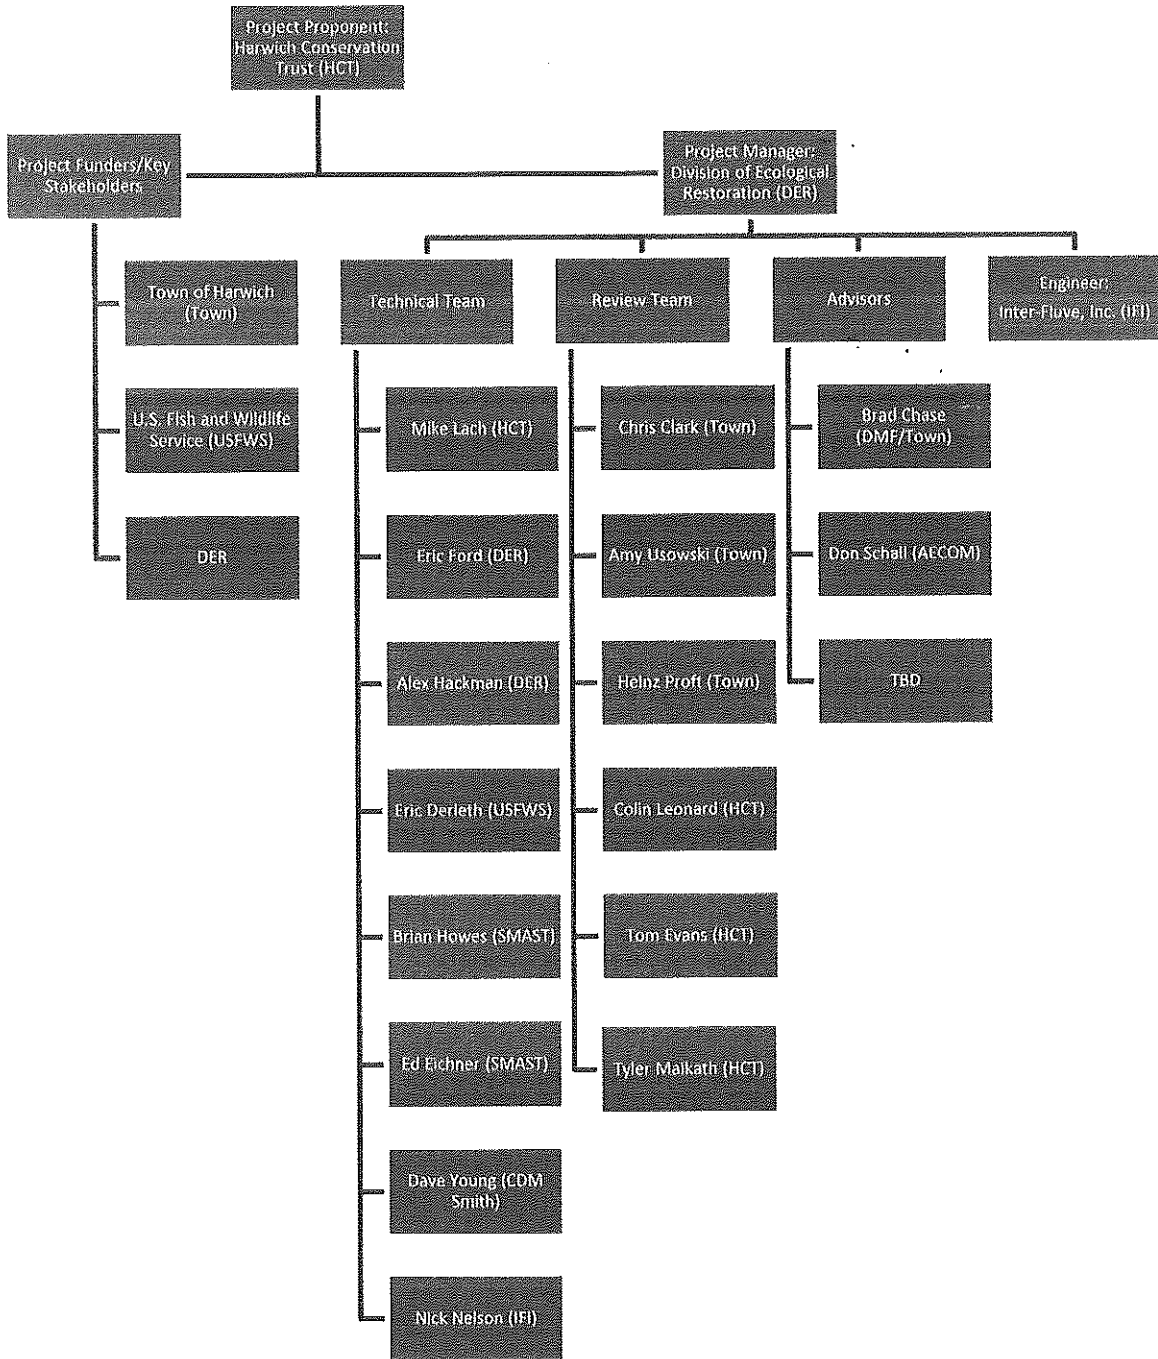 Project Proponent:
Harwich Conservation
Trust (HCT)
Project Funders/Key
Stakeholders
Project Manager:
Division of Ecological
Restoration (DER)
Town of Harwich
(Town)
U.S. Fish and Wildlife
Service (USFWS)
DER
Technical Team
Mike Lach (HCT)
Eric Ford (DER)
Alex Hackman (DER)
Eric Derleth (USFWS)
Brian Howes (SMAST)
Ed Eichner (SMAST)
Dave Young (CDM
Smith)
Nick Nelson (IFI)
Review Team
Chris Clark (Town)
Amy Usowski (Town)
Heinz Proft (Town)
Colin Leonard (HCT)
Tom Evans (HCT)
Tyler Maikath (HCT)
Advisors
Brad Chase
(DMF/Town)
Don Schall (AECOM)
TBD
Engineer:
Inter-Fluve, Inc. (IFI)